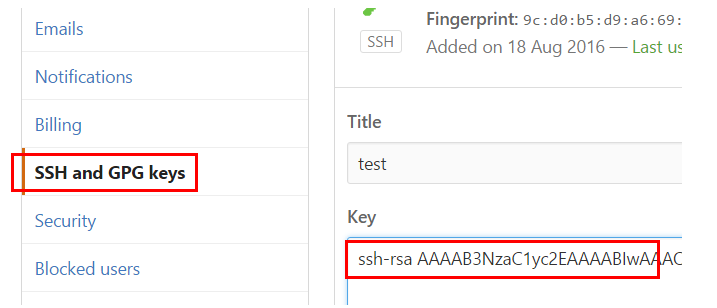 Emails
Notifications
Billing
SSH and GPG keys
Security
Blocked users
Fingerprint: 9c:d0:b5:d9:a6:69:
SSH
Added on 18 Aug 2016 — Last us
Title
test
Key
ssh-rsa AAAAB3NzaC1yc2EAAAABIwAAAC